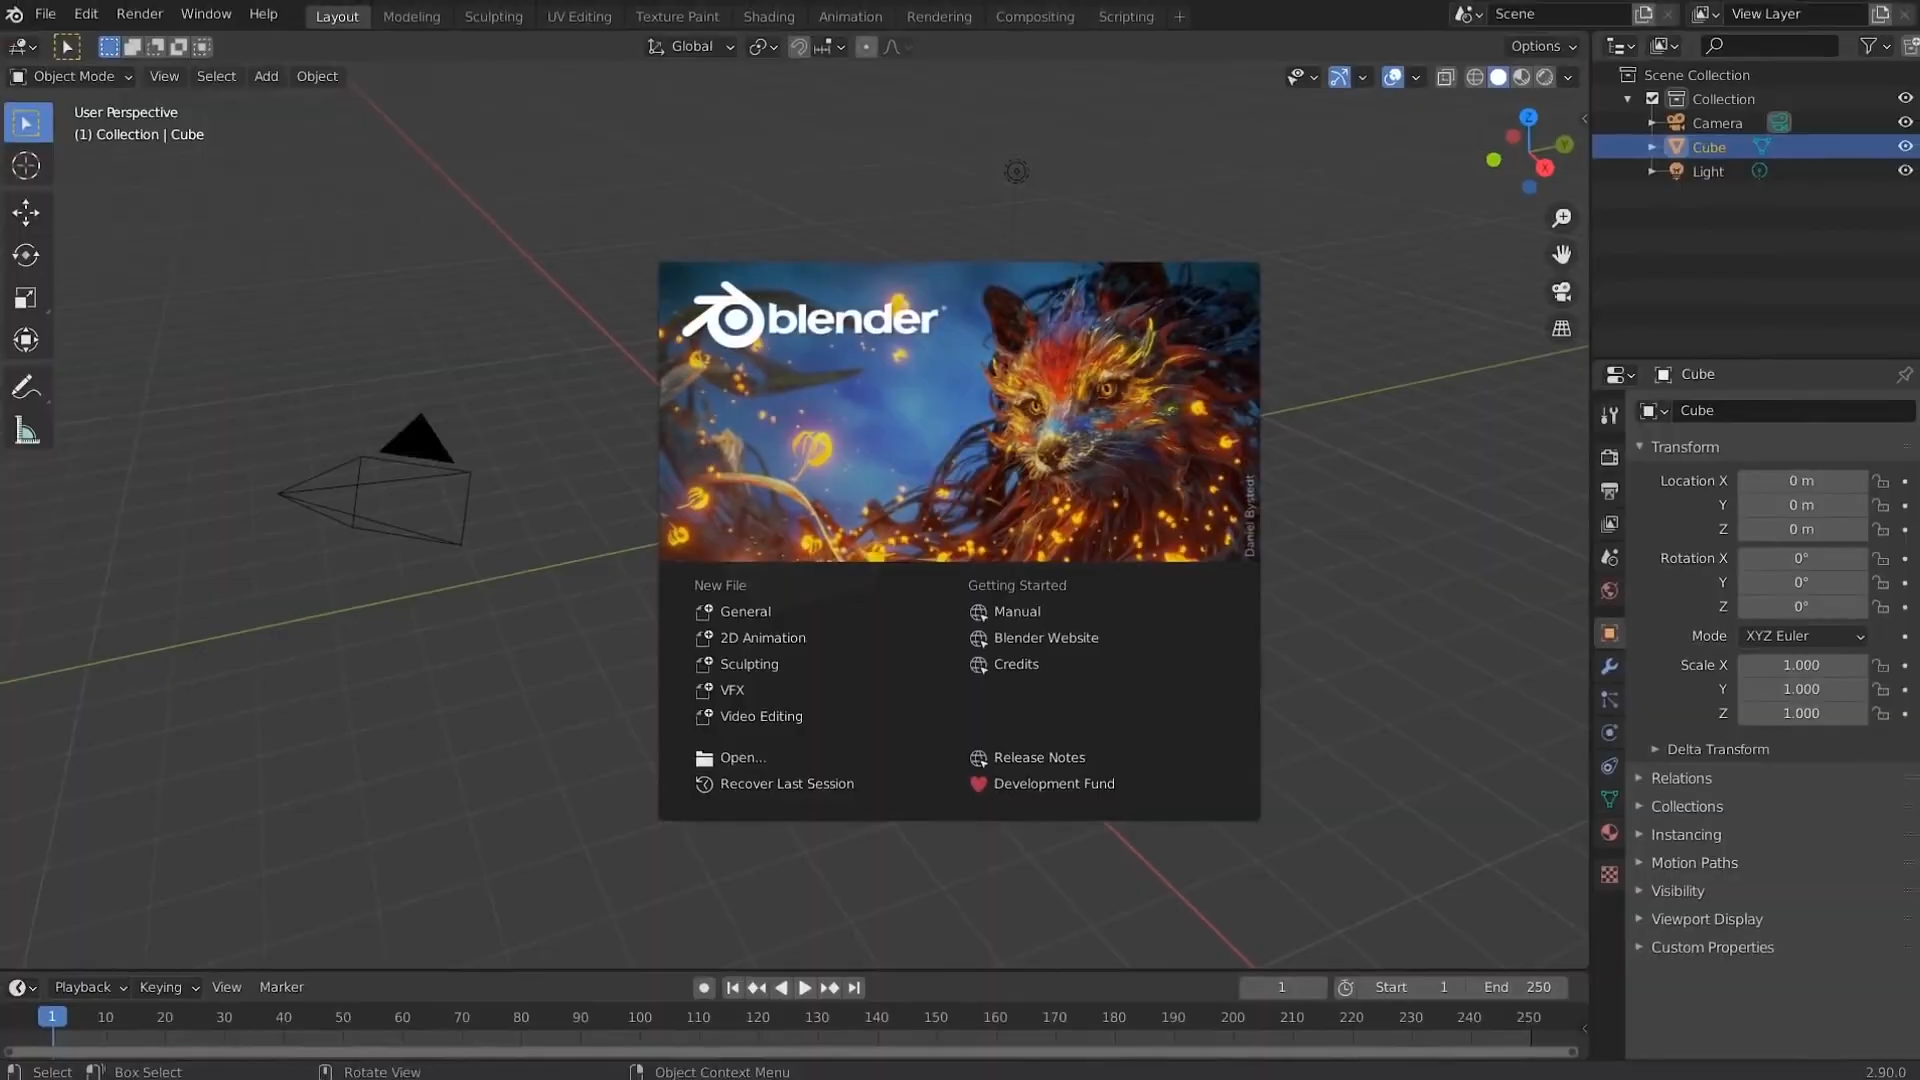 File Edit Render Window Help Layout Modeling Sculpting UV Editing Texture Paint Shading Animation Rendering Compositing Scripting + Scene View Layer
Global Options
Object Mode View Select Add Object
User Perspective
(1) Collection | Cube
Z
Y
X
Scene Collection
Collection
Camera
Cube
Light
blender
Daniel Bystedt
New File
General
2D Animation
Sculpting
VFX
Video Editing
Open...
Recover Last Session
Getting Started
Manual
Blender Website
Credits
Release Notes
Development Fund
Cube
Cube
Transform
Location X 0 m
Y 0 m
Z 0 m
Rotation X 0°
Y 0°
Z 0°
Mode XYZ Euler
Scale X 1.000
Y 1.000
Z 1.000
Delta Transform
Relations
Collections
Instancing
Motion Paths
Visibility
Viewport Display
Custom Properties
Playback Keying View Marker 1 Start 1 End 250
1 10 20 30 40 50 60 70 80 90 100 110 120 130 140 150 160 170 180 190 200 210 220 230 240 250
Select Box Select Rotate View Object Context Menu 2.90.0